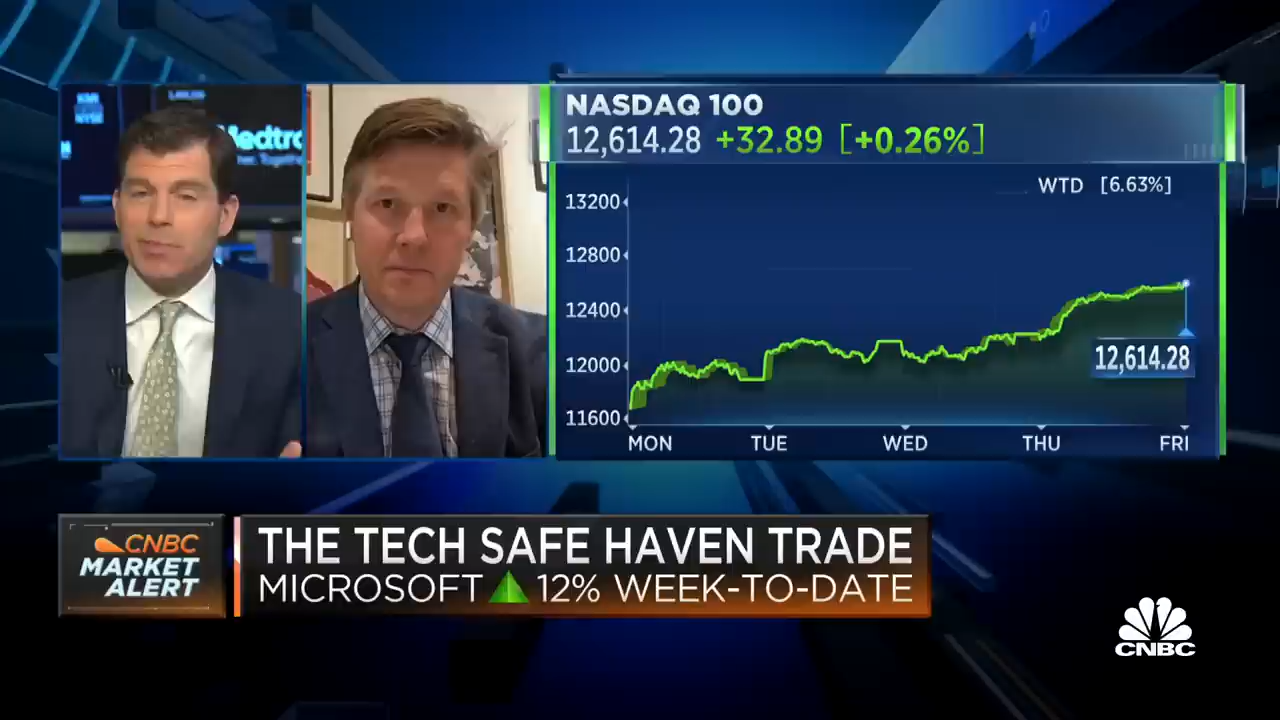 NYSE
Medtro
NASDAQ 100
12,614.28 +32.89 [+0.26%]
WTD [6.63%]
13200
12800
12400
12000
11600
12,614.28
MON TUE WED THU FRI
CNBC
MARKET
ALERT
THE TECH SAFE HAVEN TRADE
MICROSOFT 12% WEEK-TO-DATE
CNBC